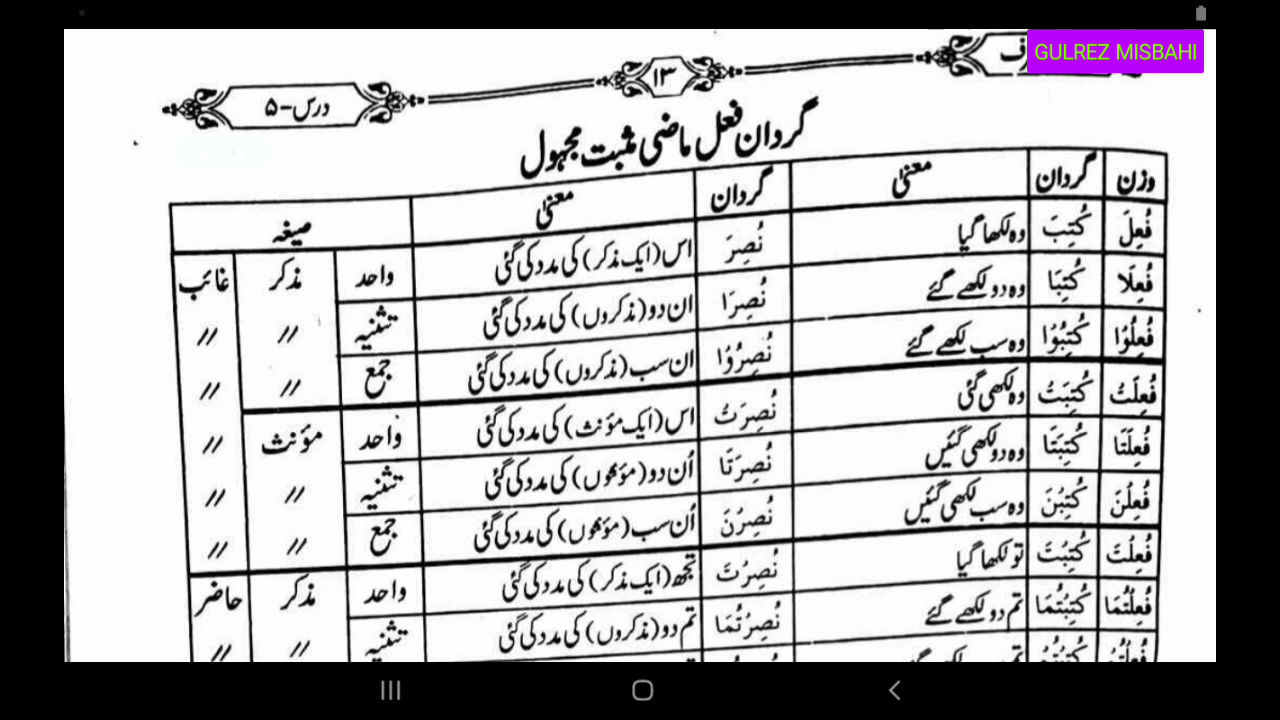 GULREZ MISBAHI
۱۳
درس-۵
گردان فعل ماضی مثبت مجہول
وزن گردان معنیٰ گردان معنیٰ صیغہ
فُعِلَ کُتِبَ وہ لکھا گیا نُصِرَ اس (ایک مذکر) کی مدد کی گئی واحد مذکر غائب
فُعِلَا کُتِبَا وہ دو لکھے گئے نُصِرَا ان دو (مذکروں) کی مدد کی گئی تثنیہ // //
فُعِلُوْا کُتِبُوْا وہ سب لکھے گئے نُصِرُوْا ان سب (مذکروں) کی مدد کی گئی جمع // //
فُعِلَتْ کُتِبَتْ وہ لکھی گئی نُصِرَتْ اس (ایک مؤنث) کی مدد کی گئی واحد مؤنث //
فُعِلَتَا کُتِبَتَا وہ دو لکھی گئیں نُصِرَتَا اُن دو (مؤنثوں) کی مدد کی گئی تثنیہ // //
فُعِلْنَ کُتِبْنَ وہ سب لکھی گئیں نُصِرْنَ اُن سب (مؤنثوں) کی مدد کی گئی جمع // //
فُعِلْتَ کُتِبْتَ تو لکھا گیا نُصِرْتَ تجھ (ایک مذکر) کی مدد کی گئی واحد مذکر حاضر
فُعِلْتُمَا کُتِبْتُمَا تم دو لکھے گئے نُصِرْتُمَا تم دو (مذکروں) کی مدد کی گئی تثنیہ // //